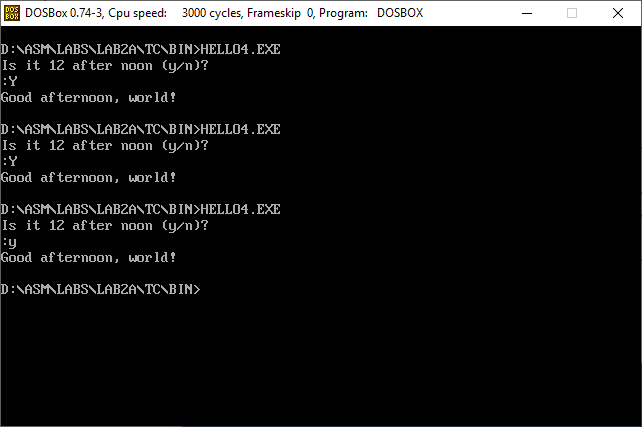 DOS
BOX
DOSBox 0.74-3, Cpu speed:    3000 cycles, Frameskip  0, Program:   DOSBOX
D:\ASM\LABS\LAB2A\TC\BIN>HELLO4.EXE
Is it 12 after noon (y/n)?
:Y
Good afternoon, world!
D:\ASM\LABS\LAB2A\TC\BIN>HELLO4.EXE
Is it 12 after noon (y/n)?
:Y
Good afternoon, world!
D:\ASM\LABS\LAB2A\TC\BIN>HELLO4.EXE
Is it 12 after noon (y/n)?
:y
Good afternoon, world!
D:\ASM\LABS\LAB2A\TC\BIN>